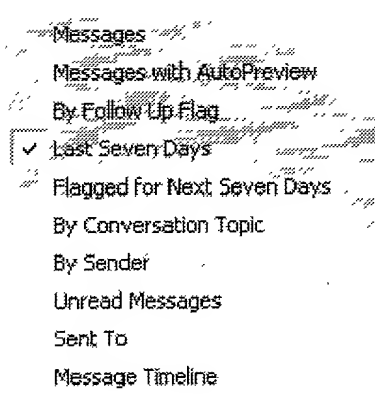 Messages
Messages with AutoPreview
By Follow Up Flag
✓ Last Seven Days
Flagged for Next Seven Days
By Conversation Topic
By Sender
Unread Messages
Sent To
Message Timeline